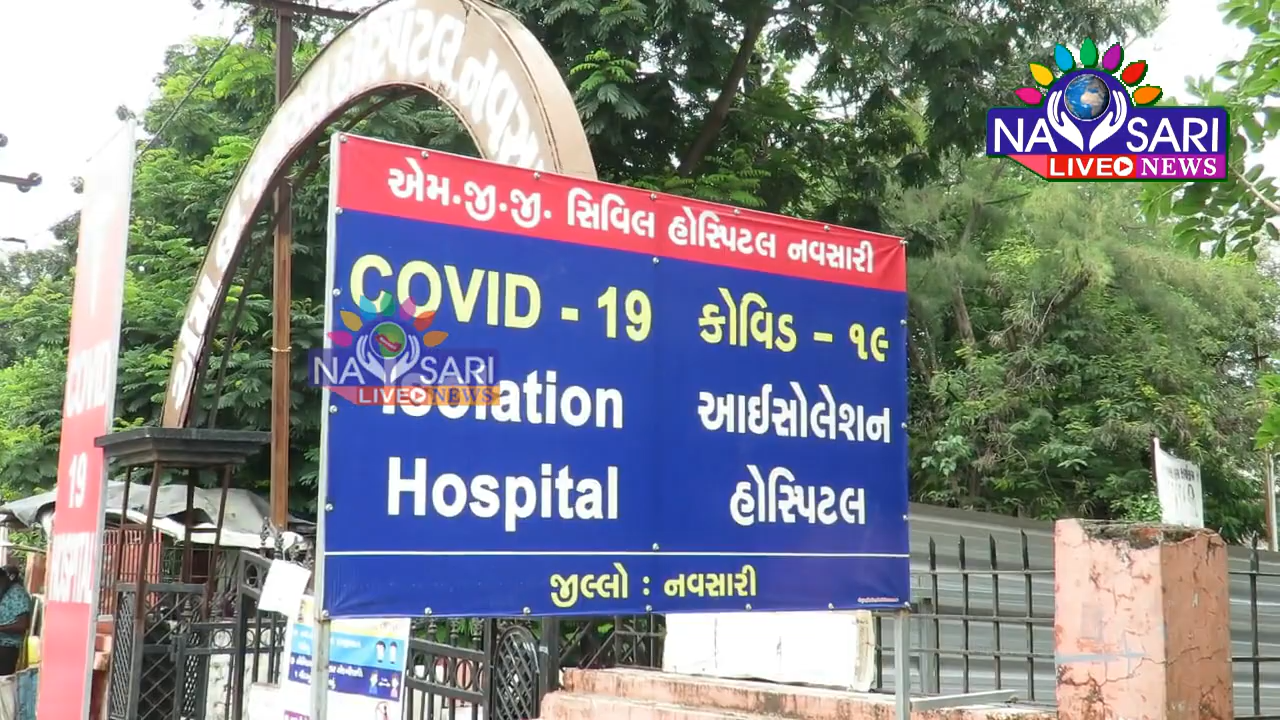 NAVSARI
LIVE NEWS
એમ.જી.જી. સિવિલ હોસ્પિટલ નવસારી
COVID - 19
Isolation
Hospital
કોવિડ - ૧૯
આઈસોલેશન
હોસ્પિટલ
જીલ્લો : નવસારી
NAVSARI
LIVE NEWS
COVID
19